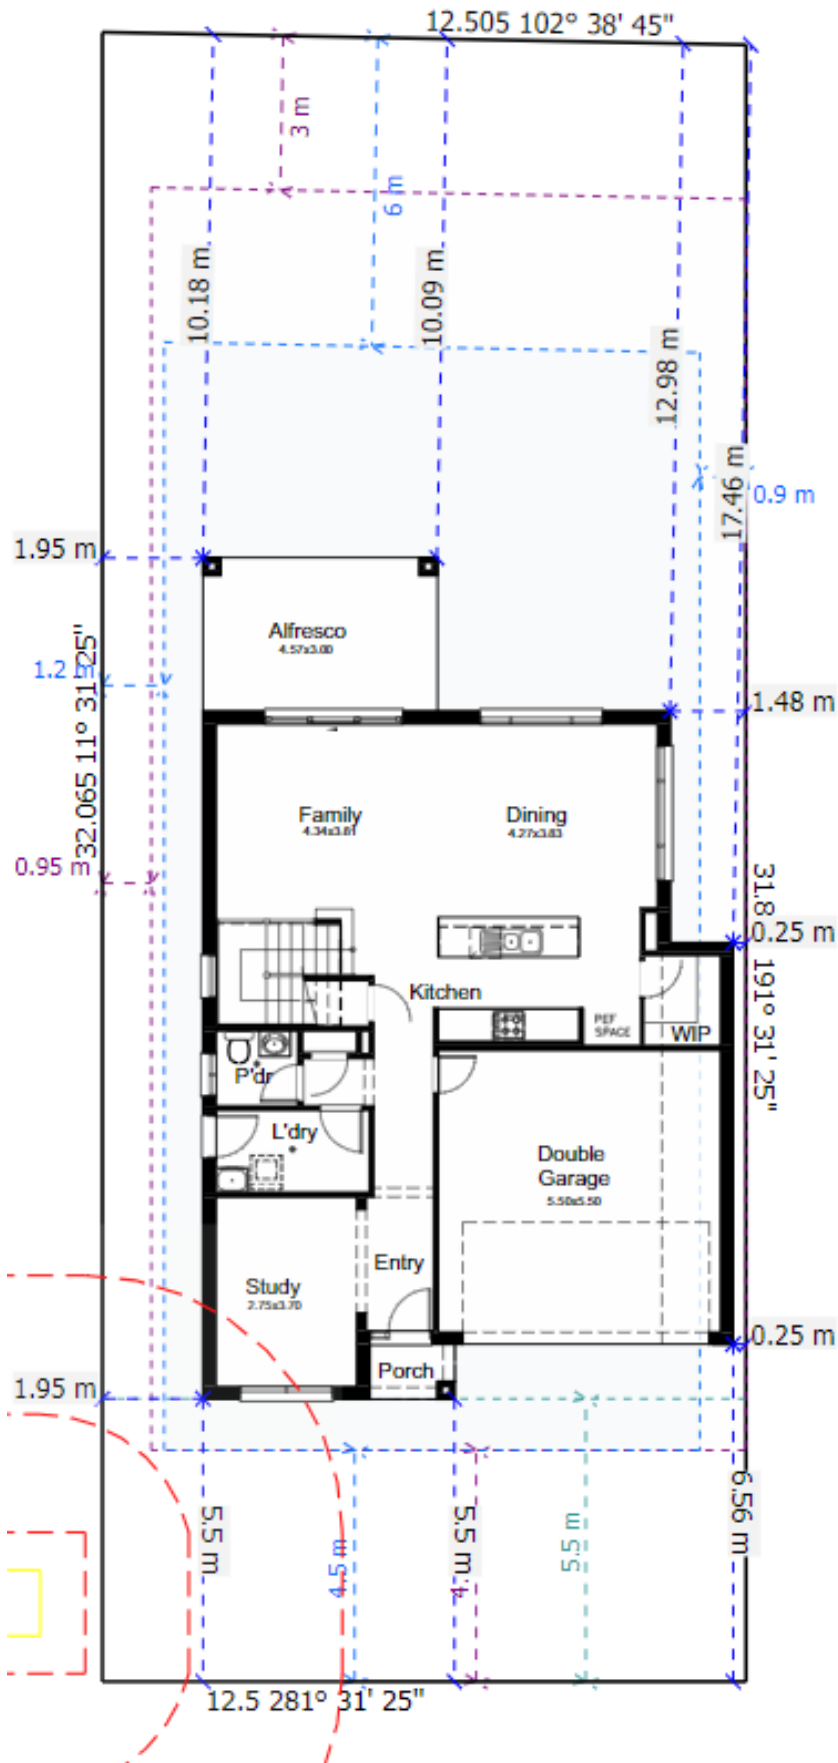 12.505 102° 38' 45"
3 m
6 m
10.18 m
10.09 m
12.98 m
17.46 m
0.9 m
1.95 m
Alfresco
4.57x3.00
1.2 m
32.065 11° 31' 25"
1.48 m
Family
4.34x3.81
Dining
4.27x3.83
0.95 m
31.8 191° 31' 25"
0.25 m
Kitchen
REF
SPACE
WIP
P'dr
L'dry
Double
Garage
5.50x5.50
Entry
Study
2.75x3.70
0.25 m
Porch
1.95 m
5.5 m
4.5 m
5.5 m
4.
5.5 m
6.56 m
12.5 281° 31' 25"